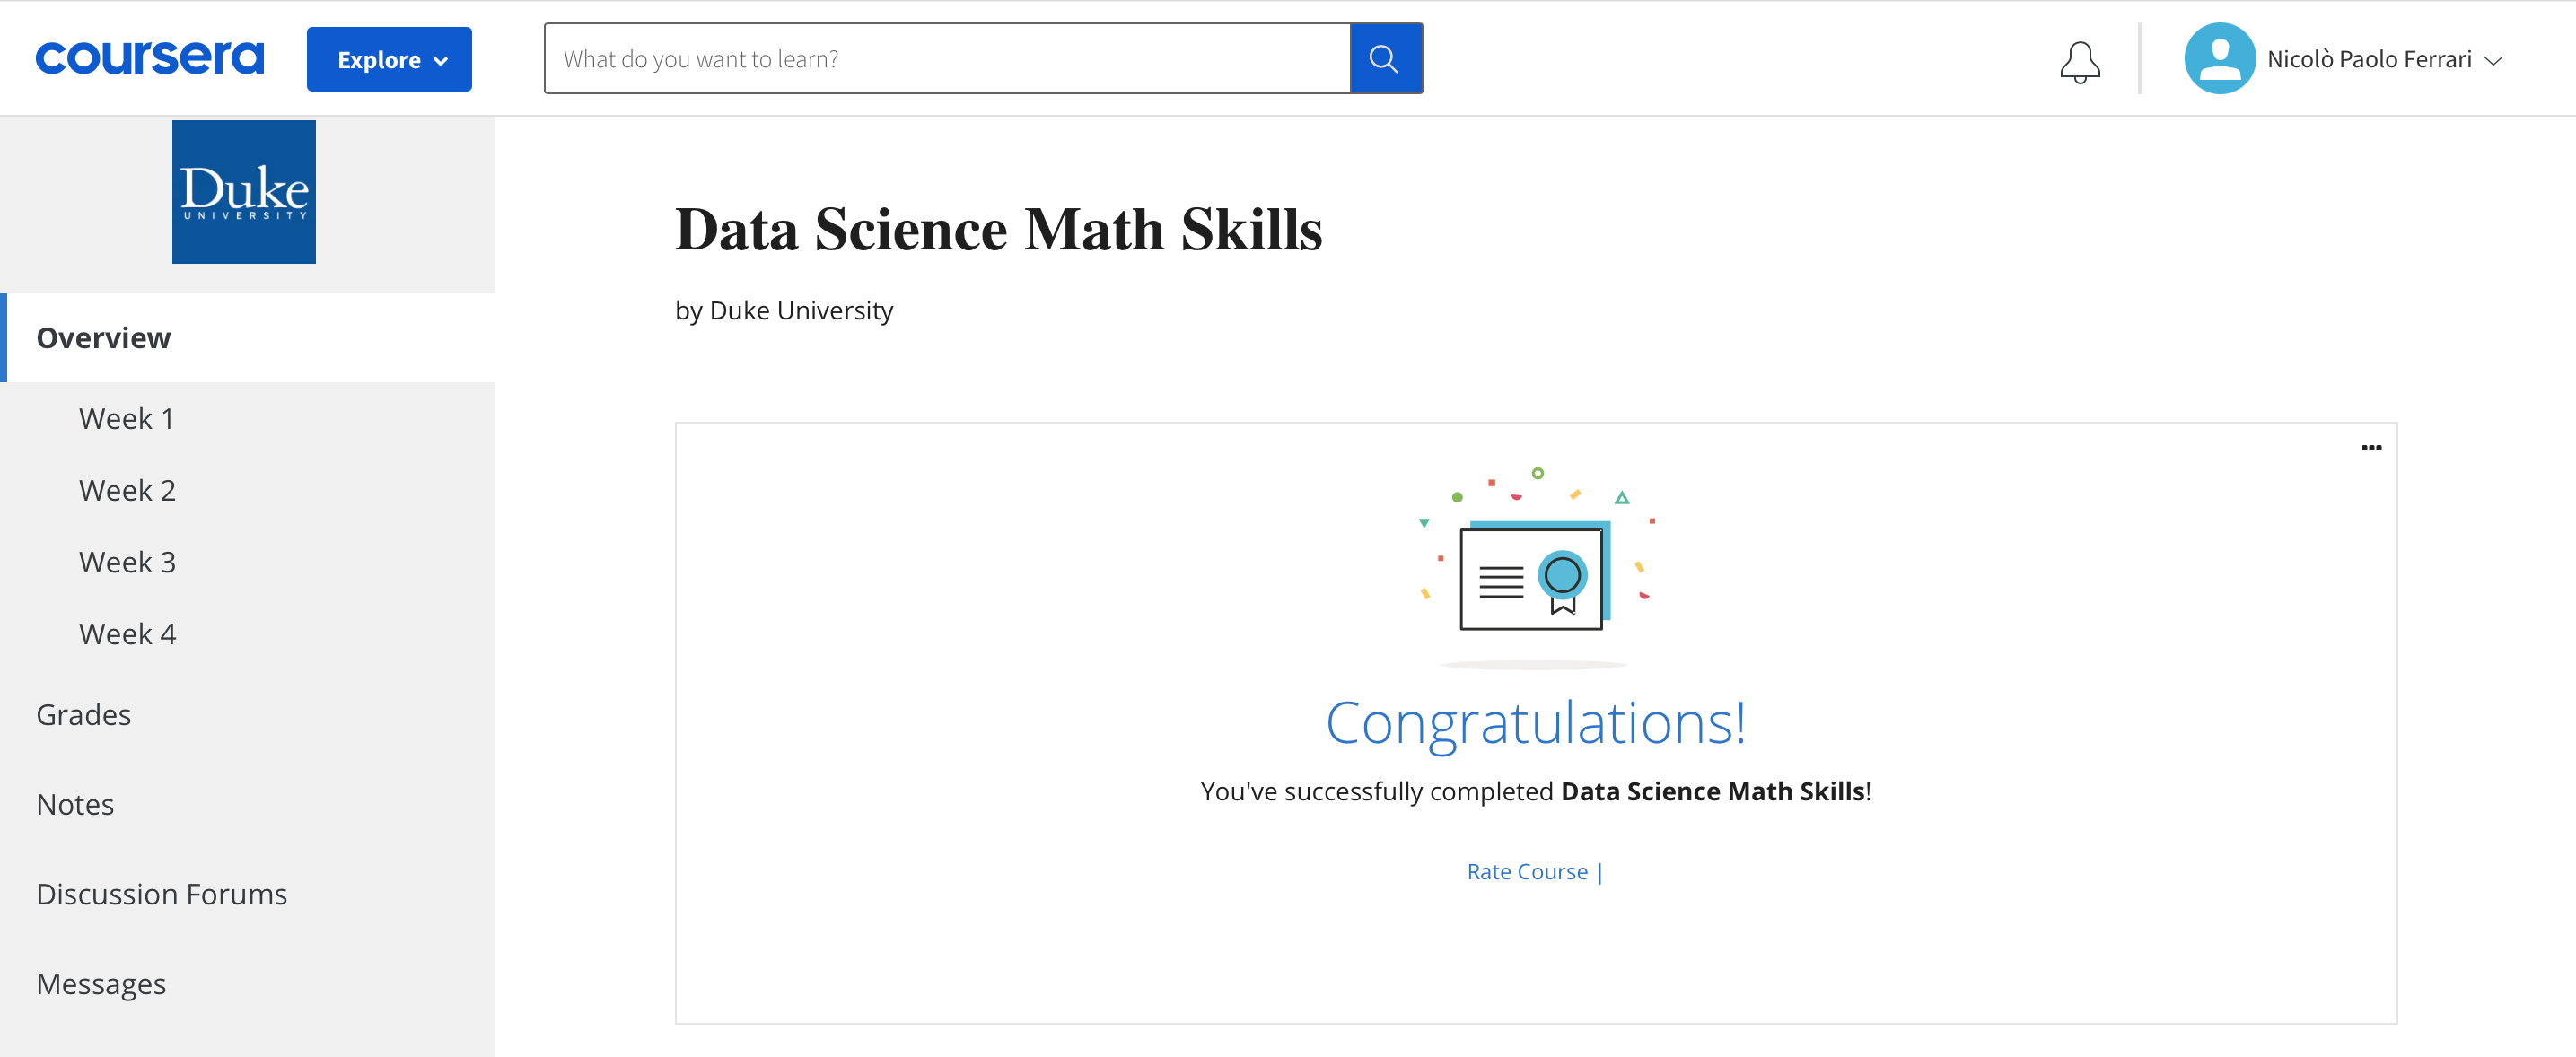 coursera
Explore
What do you want to learn?
Nicolò Paolo Ferrari
Duke
UNIVERSITY
Overview
Week 1
Week 2
Week 3
Week 4
Grades
Notes
Discussion Forums
Messages
Data Science Math Skills
by Duke University
Congratulations!
You've successfully completed Data Science Math Skills!
Rate Course |